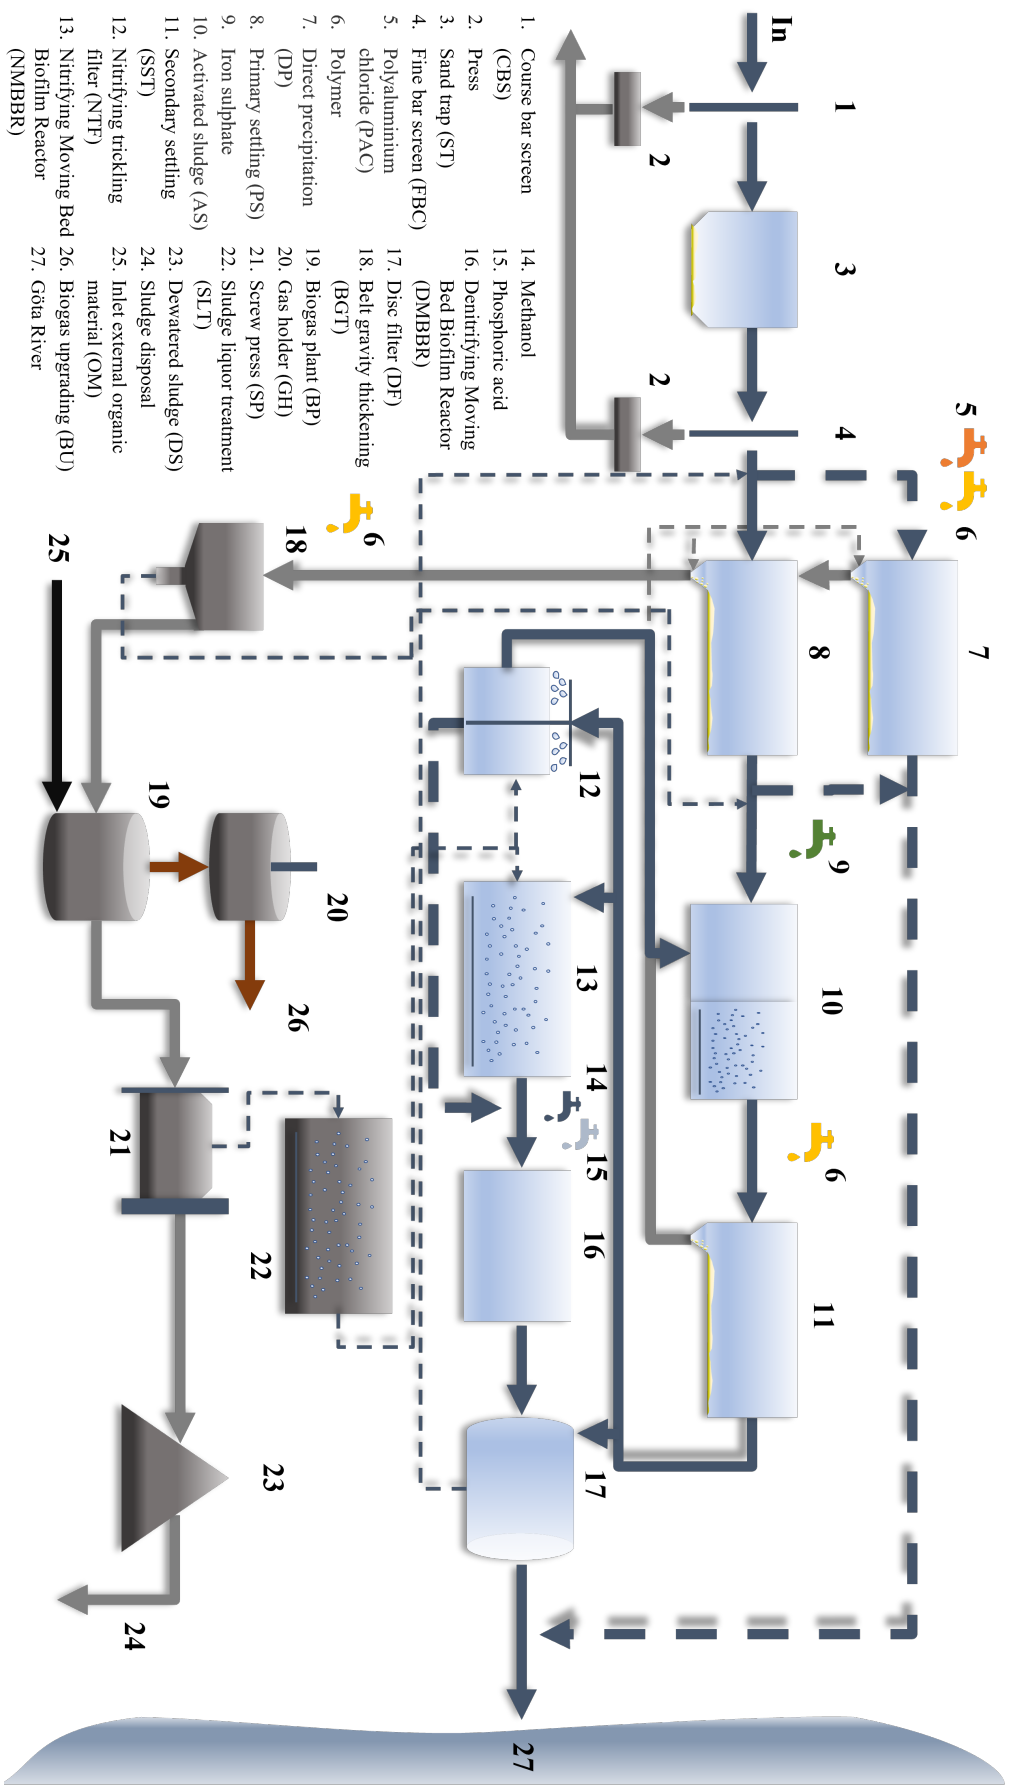 In
1
2
3
2
4
5
6
7
8
9
10
6
11
12
13
14
15
16
17
6
18
19
20
26
25
21
22
23
24
27
1. Course bar screen
(CBS)
2. Press
3. Sand trap (ST)
4. Fine bar screen (FBC)
5. Polyaluminium
chloride (PAC)
6. Polymer
7. Direct precipitation
(DP)
8. Primary settling (PS)
9. Iron sulphate
10. Activated sludge (AS)
11. Secondary settling
(SST)
12. Nitrifying trickling
filter (NTF)
13. Nitrifying Moving Bed
Biofilm Reactor
(NMBBR)
14. Methanol
15. Phosphoric acid
16. Denitrifying Moving
Bed Biofilm Reactor
(DMBBR)
17. Disc filter (DF)
18. Belt gravity thickening
(BGT)
19. Biogas plant (BP)
20. Gas holder (GH)
21. Screw press (SP)
22. Sludge liquor treatment
(SLT)
23. Dewatered sludge (DS)
24. Sludge disposal
25. Inlet external organic
material (OM)
26. Biogas upgrading (BU)
27. Göta River